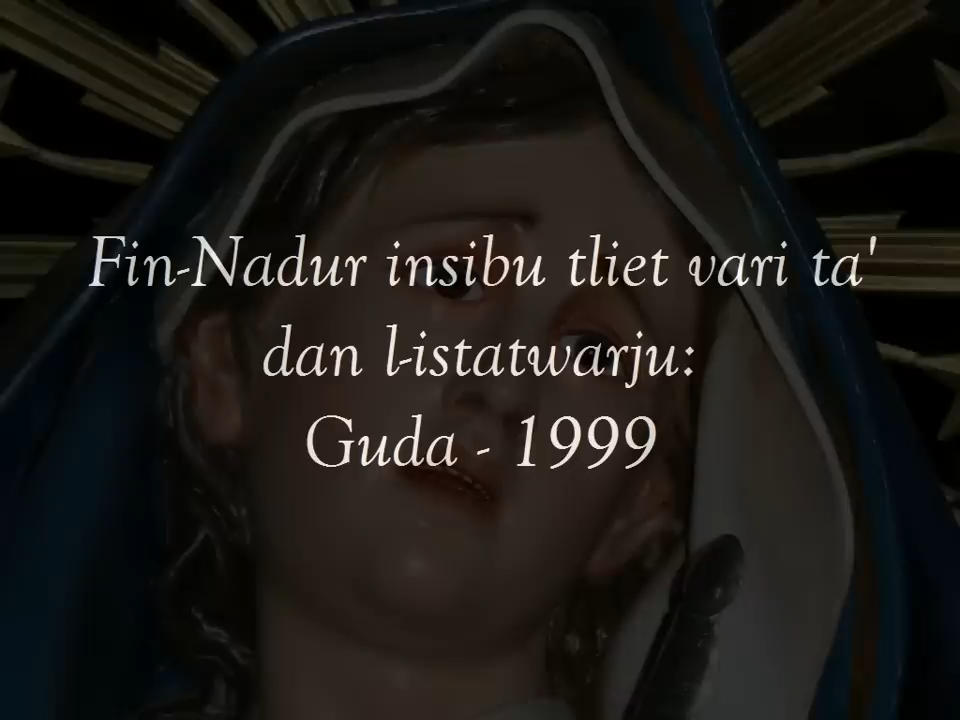 Fin-Nadur insibu tliet vari ta'
dan l-istatwarju:
Guda - 1999